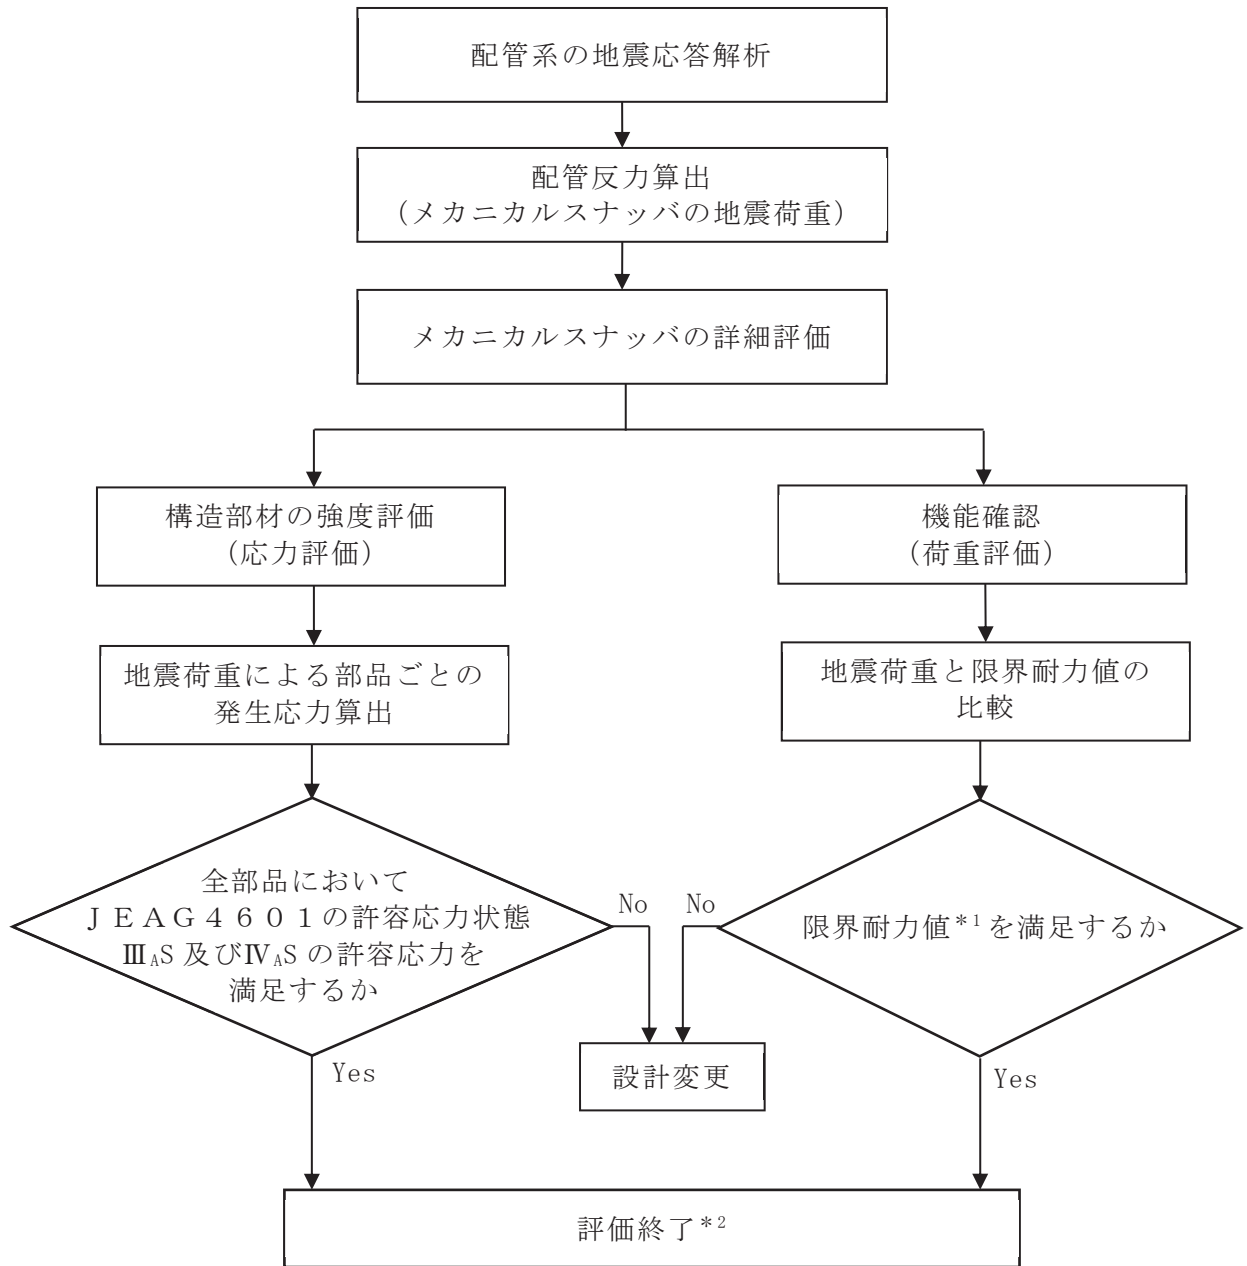 配管系の地震応答解析
配管反力算出
（メカニカルスナッバの地震荷重）
メカニカルスナッバの詳細評価
構造部材の強度評価
（応力評価）
機能確認
（荷重評価）
地震荷重による部品ごとの
発生応力算出
地震荷重と限界耐力値の
比較
全部品において
ＪＥＡＧ４６０１の許容応力状態
ⅢAS 及びⅣAS の許容応力を
満足するか
No
No
限界耐力値*1を満足するか
設計変更
Yes
Yes
評価終了*2